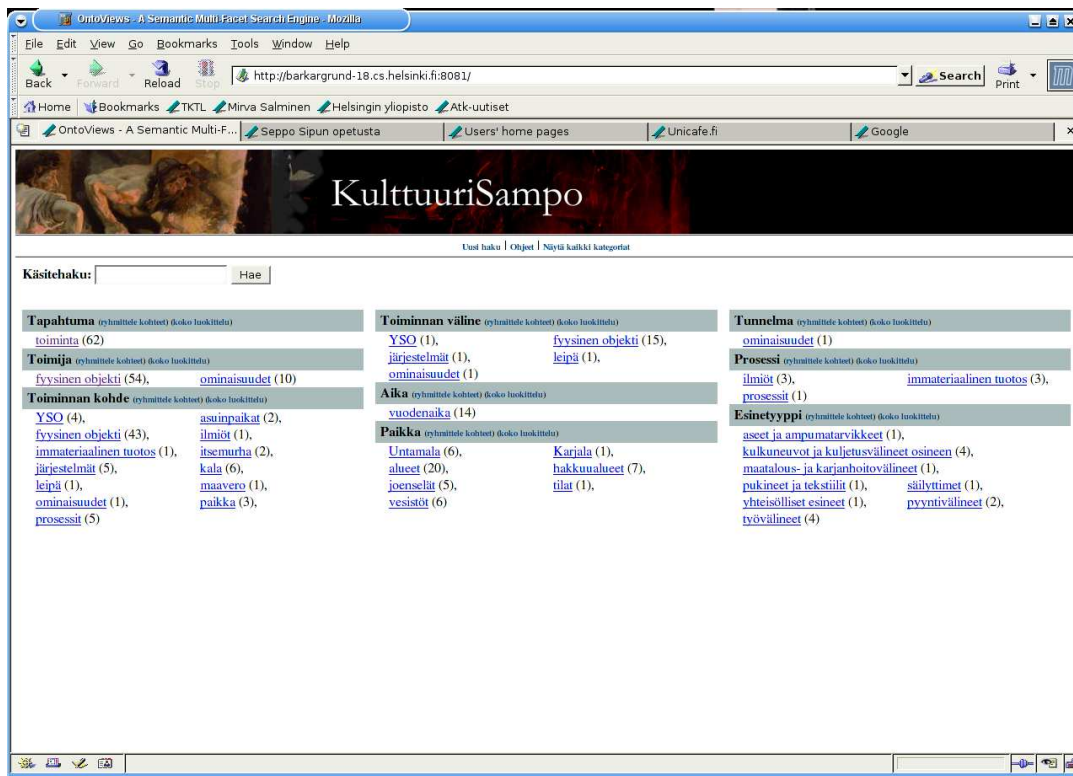 OntoViews - A Semantic Multi-Facet Search Engine - Mozilla
File Edit View Go Bookmarks Tools Window Help
Back Forward Reload Stop http://barkargrund-18.cs.helsinki.fi:8081/ Search Print
Home Bookmarks TKTL Mirva Salminen Helsingin yliopisto Atk-uutiset
OntoViews - A Semantic Multi-F... Seppo Sipun opetusta Users' home pages Unicafe.fi Google
KulttuuriSampo
Uusi haku | Ohjeet | Näytä kaikki kategoriat
Käsitehaku: Hae
Tapahtuma (ryhmittele kohteet) (koko luokittelu)
toiminta (62)
Toimija (ryhmittele kohteet) (koko luokittelu)
fyysinen objekti (54), ominaisuudet (10)
Toiminnan kohde (ryhmittele kohteet) (koko luokittelu)
YSO (4), asuinpaikat (2),
fyysinen objekti (43), ilmiöt (1),
immateriaalinen tuotos (1), itsemurha (2),
järjestelmät (5), kala (6),
leipä (1), maavero (1),
ominaisuudet (1), paikka (3),
prosessit (5)
Toiminnan väline (ryhmittele kohteet) (koko luokittelu)
YSO (1), fyysinen objekti (15),
järjestelmät (1), leipä (1),
ominaisuudet (1)
Aika (ryhmittele kohteet) (koko luokittelu)
vuodenaika (14)
Paikka (ryhmittele kohteet) (koko luokittelu)
Untamala (6), Karjala (1),
alueet (20), hakkuualueet (7),
joenselät (5), tilat (1),
vesistöt (6)
Tunnelma (ryhmittele kohteet) (koko luokittelu)
ominaisuudet (1)
Prosessi (ryhmittele kohteet) (koko luokittelu)
ilmiöt (3), immateriaalinen tuotos (3),
prosessit (1)
Esinetyyppi (ryhmittele kohteet) (koko luokittelu)
aseet ja ampumatarvikkeet (1),
kulkuneuvot ja kuljetusvälineet osineen (4),
maatalous- ja karjanhoitovälineet (1),
pukineet ja tekstiilit (1), säilyttimet (1),
yhteisölliset esineet (1), pyyntivälineet (2),
työvälineet (4)